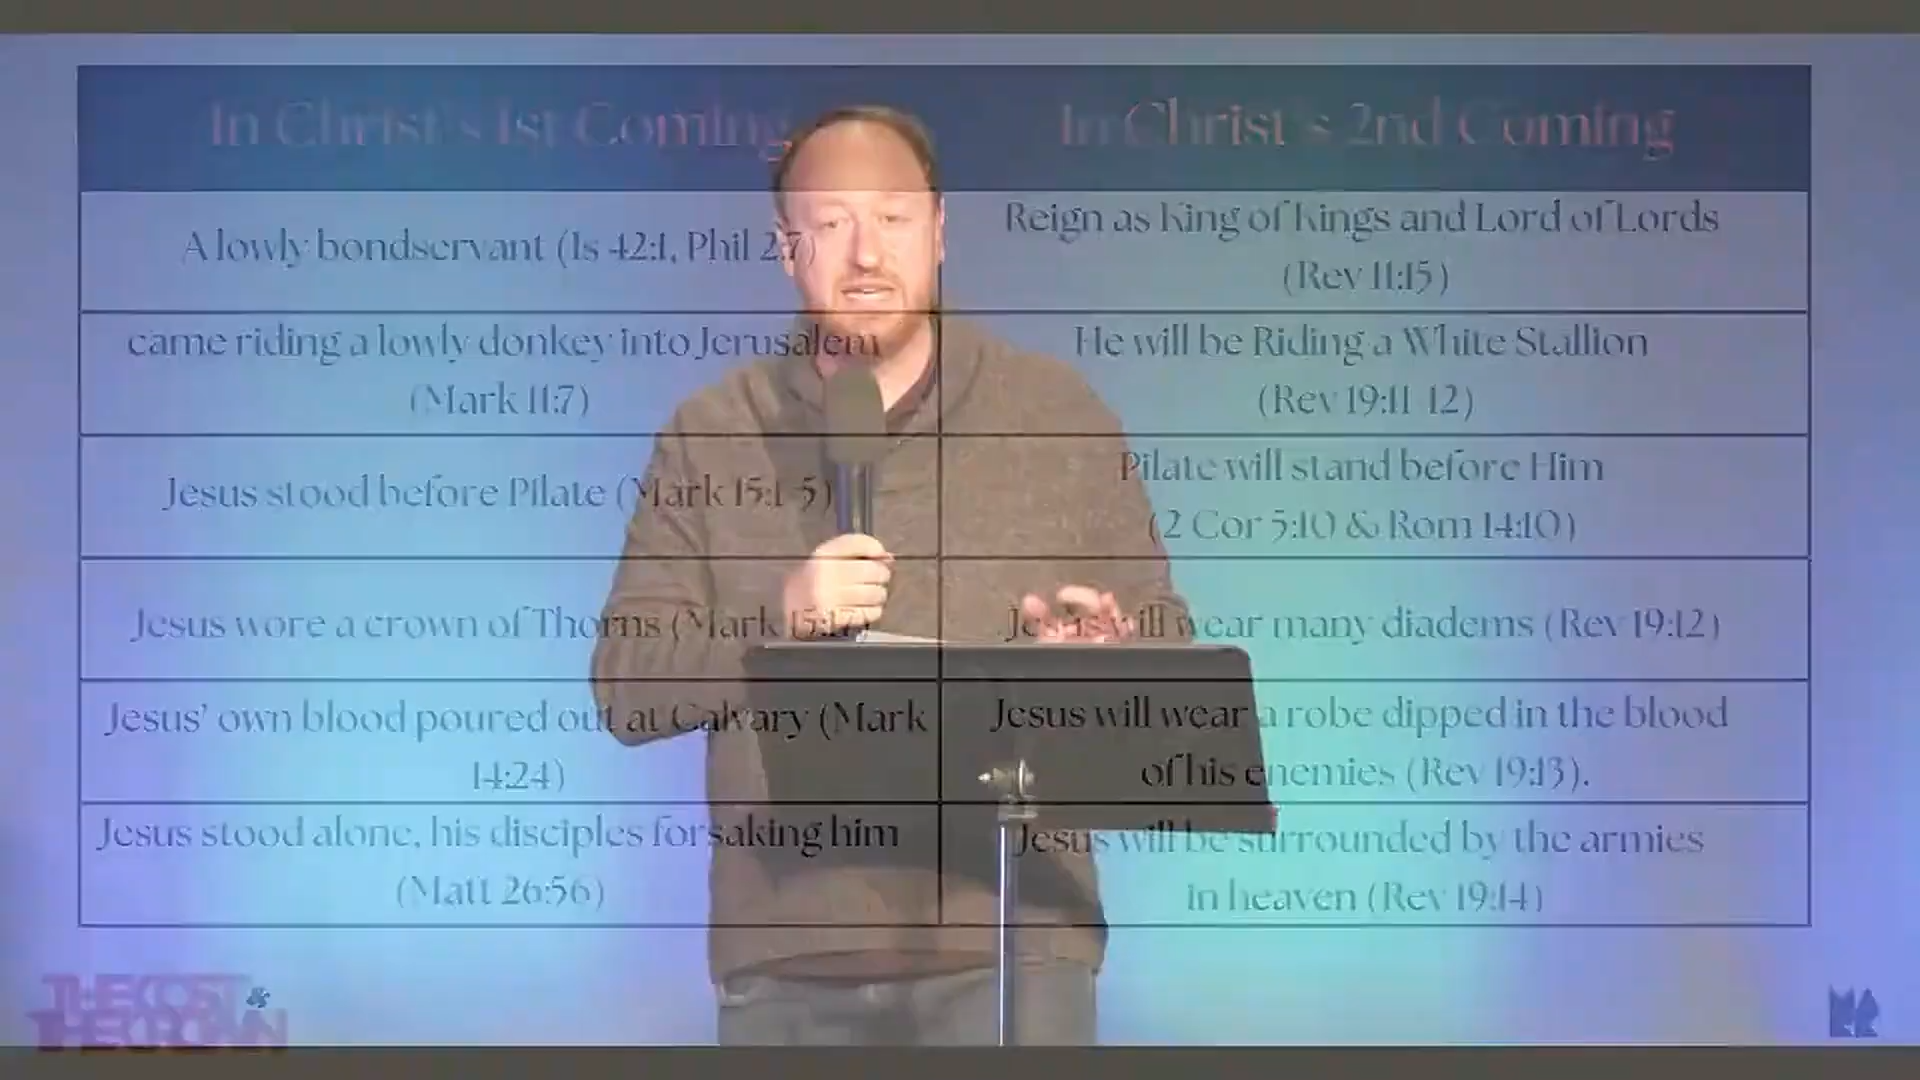 In Christ's 1st Coming
In Christ's 2nd Coming
A lowly bondservant (Is 42:1, Phil 2:7)
Reign as King of Kings and Lord of Lords
(Rev 11:15)
came riding a lowly donkey into Jerusalem
(Mark 11:7)
He will be Riding a White Stallion
(Rev 19:11-12)
Jesus stood before Pilate (Mark 15:1-5)
Pilate will stand before Him
(2 Cor 5:10 & Rom 14:10)
Jesus wore a crown of Thorns (Mark 15:17)
Jesus will wear many diadems (Rev 19:12)
Jesus' own blood poured out at Calvary (Mark
14:24)
Jesus will wear a robe dipped in the blood
of his enemies (Rev 19:13).
Jesus stood alone, his disciples forsaking him
(Matt 26:56)
Jesus will be surrounded by the armies
in heaven (Rev 19:14)
THE COST &
THE CROWN
MARK